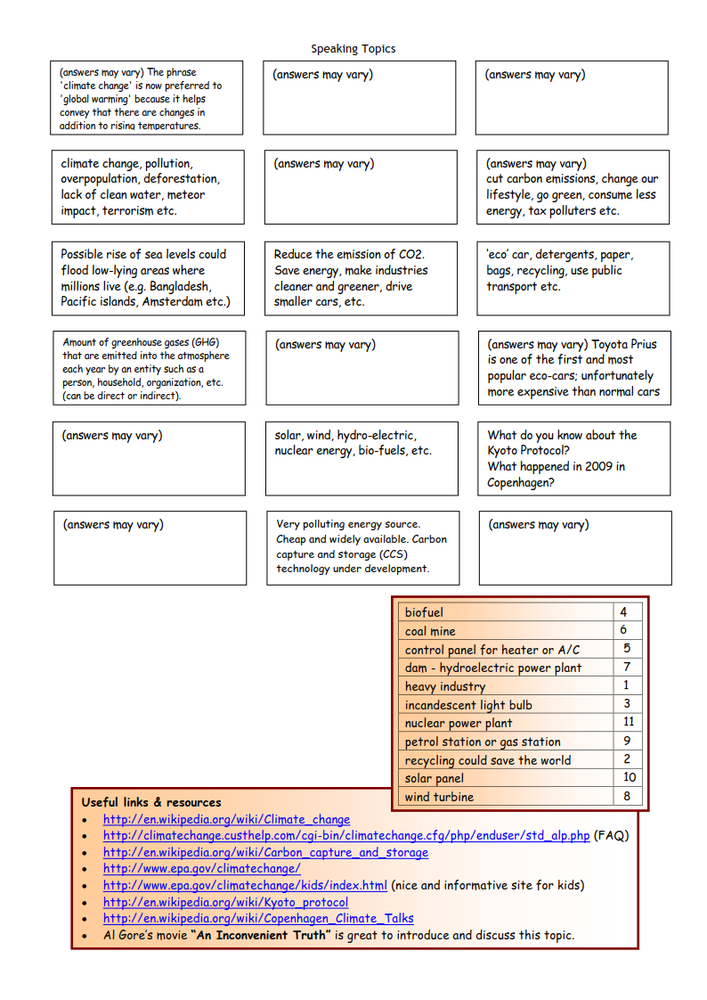 Speaking Topics
(answers may vary) The phrase
'climate change' is now preferred to
'global warming' because it helps
convey that there are changes in
addition to rising temperatures.
(answers may vary)
(answers may vary)
climate change, pollution,
overpopulation, deforestation,
lack of clean water, meteor
impact, terrorism etc.
(answers may vary)
(answers may vary)
cut carbon emissions, change our
lifestyle, go green, consume less
energy, tax polluters etc.
Possible rise of sea levels could
flood low-lying areas where
millions live (e.g. Bangladesh,
Pacific islands, Amsterdam etc.)
Reduce the emission of CO2.
Save energy, make industries
cleaner and greener, drive
smaller cars, etc.
'eco' car, detergents, paper,
bags, recycling, use public
transport etc.
Amount of greenhouse gases (GHG)
that are emitted into the atmosphere
each year by an entity such as a
person, household, organization, etc.
(can be direct or indirect).
(answers may vary)
(answers may vary) Toyota Prius
is one of the first and most
popular eco-cars; unfortunately
more expensive than normal cars
(answers may vary)
solar, wind, hydro-electric,
nuclear energy, bio-fuels, etc.
What do you know about the
Kyoto Protocol?
What happened in 2009 in
Copenhagen?
(answers may vary)
Very polluting energy source.
Cheap and widely available. Carbon
capture and storage (CCS)
technology under development.
(answers may vary)
biofuel 4
coal mine 6
control panel for heater or A/C 5
dam - hydroelectric power plant 7
heavy industry 1
incandescent light bulb 3
nuclear power plant 11
petrol station or gas station 9
recycling could save the world 2
solar panel 10
wind turbine 8
Useful links & resources
• http://en.wikipedia.org/wiki/Climate_change
• http://climatechange.custhelp.com/cgi-bin/climatechange.cfg/php/enduser/std_alp.php (FAQ)
• http://en.wikipedia.org/wiki/Carbon_capture_and_storage
• http://www.epa.gov/climatechange/
• http://www.epa.gov/climatechange/kids/index.html (nice and informative site for kids)
• http://en.wikipedia.org/wiki/Kyoto_protocol
• http://en.wikipedia.org/wiki/Copenhagen_Climate_Talks
• Al Gore's movie "An Inconvenient Truth" is great to introduce and discuss this topic.